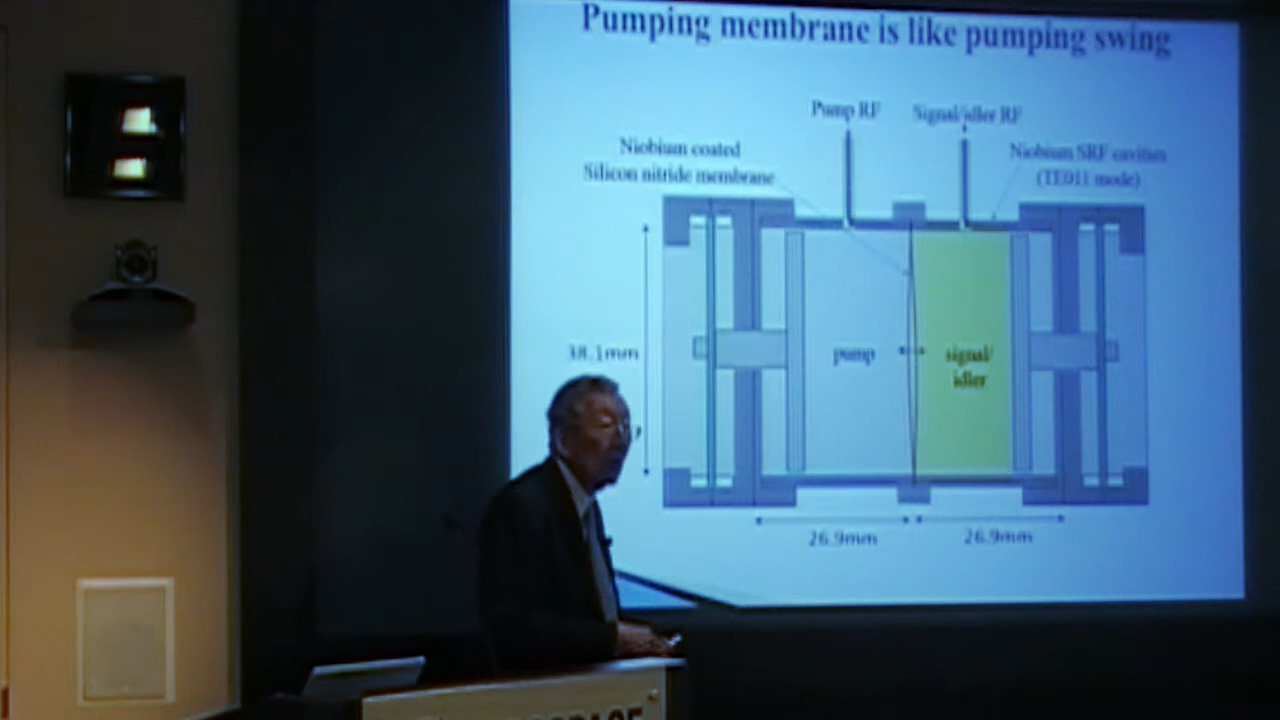 Pumping membrane is like pumping swing
Pump RF
Signal/idler RF
Niobium coated
Silicon nitride membrane
Niobium SRF cavities
(TE011 mode)
38.1mm
pump
signal/
idler
26.9mm
26.9mm